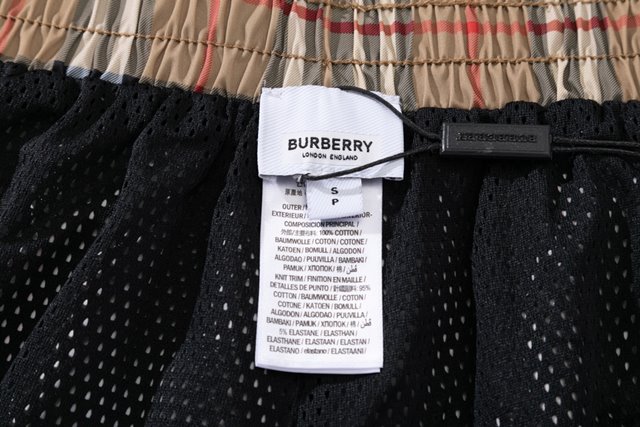 BURBERRY
LONDON ENGLAND
S
P
OUTER /
EXTERIEUR /
COMPOSICIÓN PRINCIPAL /
100% COTTON /
BAUMWOLLE / COTON / COTONE /
KATOEN / BOMULL / ALGODON /
ALGODAO / PUUVILLA / BAMBAKI /
PAMUK / ХЛОПОК / 棉 / قطن /
KNIT TRIM / FINITION EN MAILLE /
DETALLES DE PUNTO / 95%
COTTON / BAUMWOLLE / COTON /
COTONE / KATOEN / BOMULL /
ALGODON / ALGODAO / PUUVILLA /
BAMBAKI / PAMUK / ХЛОПОК / 棉 / قطن /
5% ELASTANE / ELASTHAN /
ELASTHANE / ELASTAAN / ELASTAN /
ELASTANO / elastano / ELASTAANI /